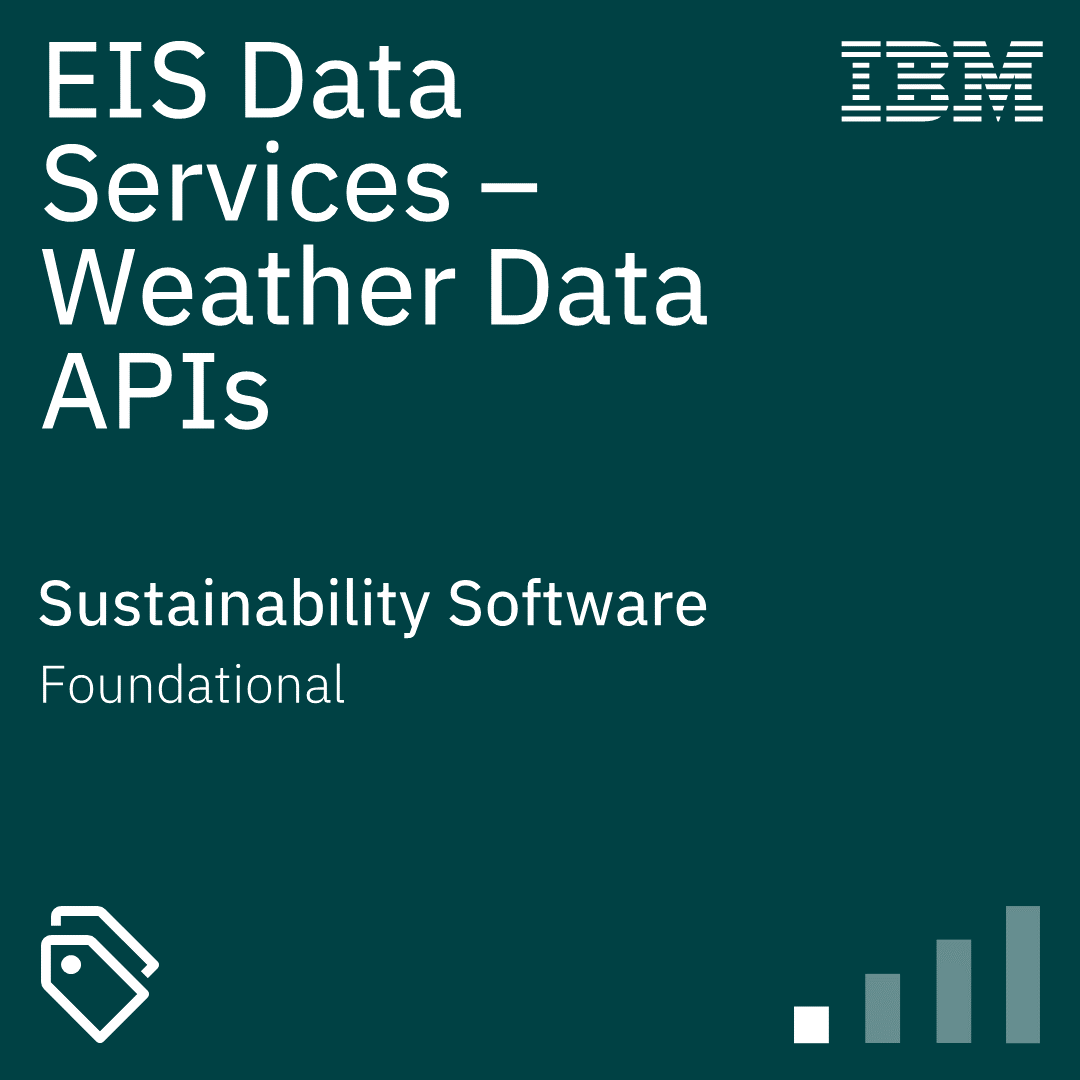 EIS Data
Services –
Weather Data
APIs
IBM
Sustainability Software
Foundational